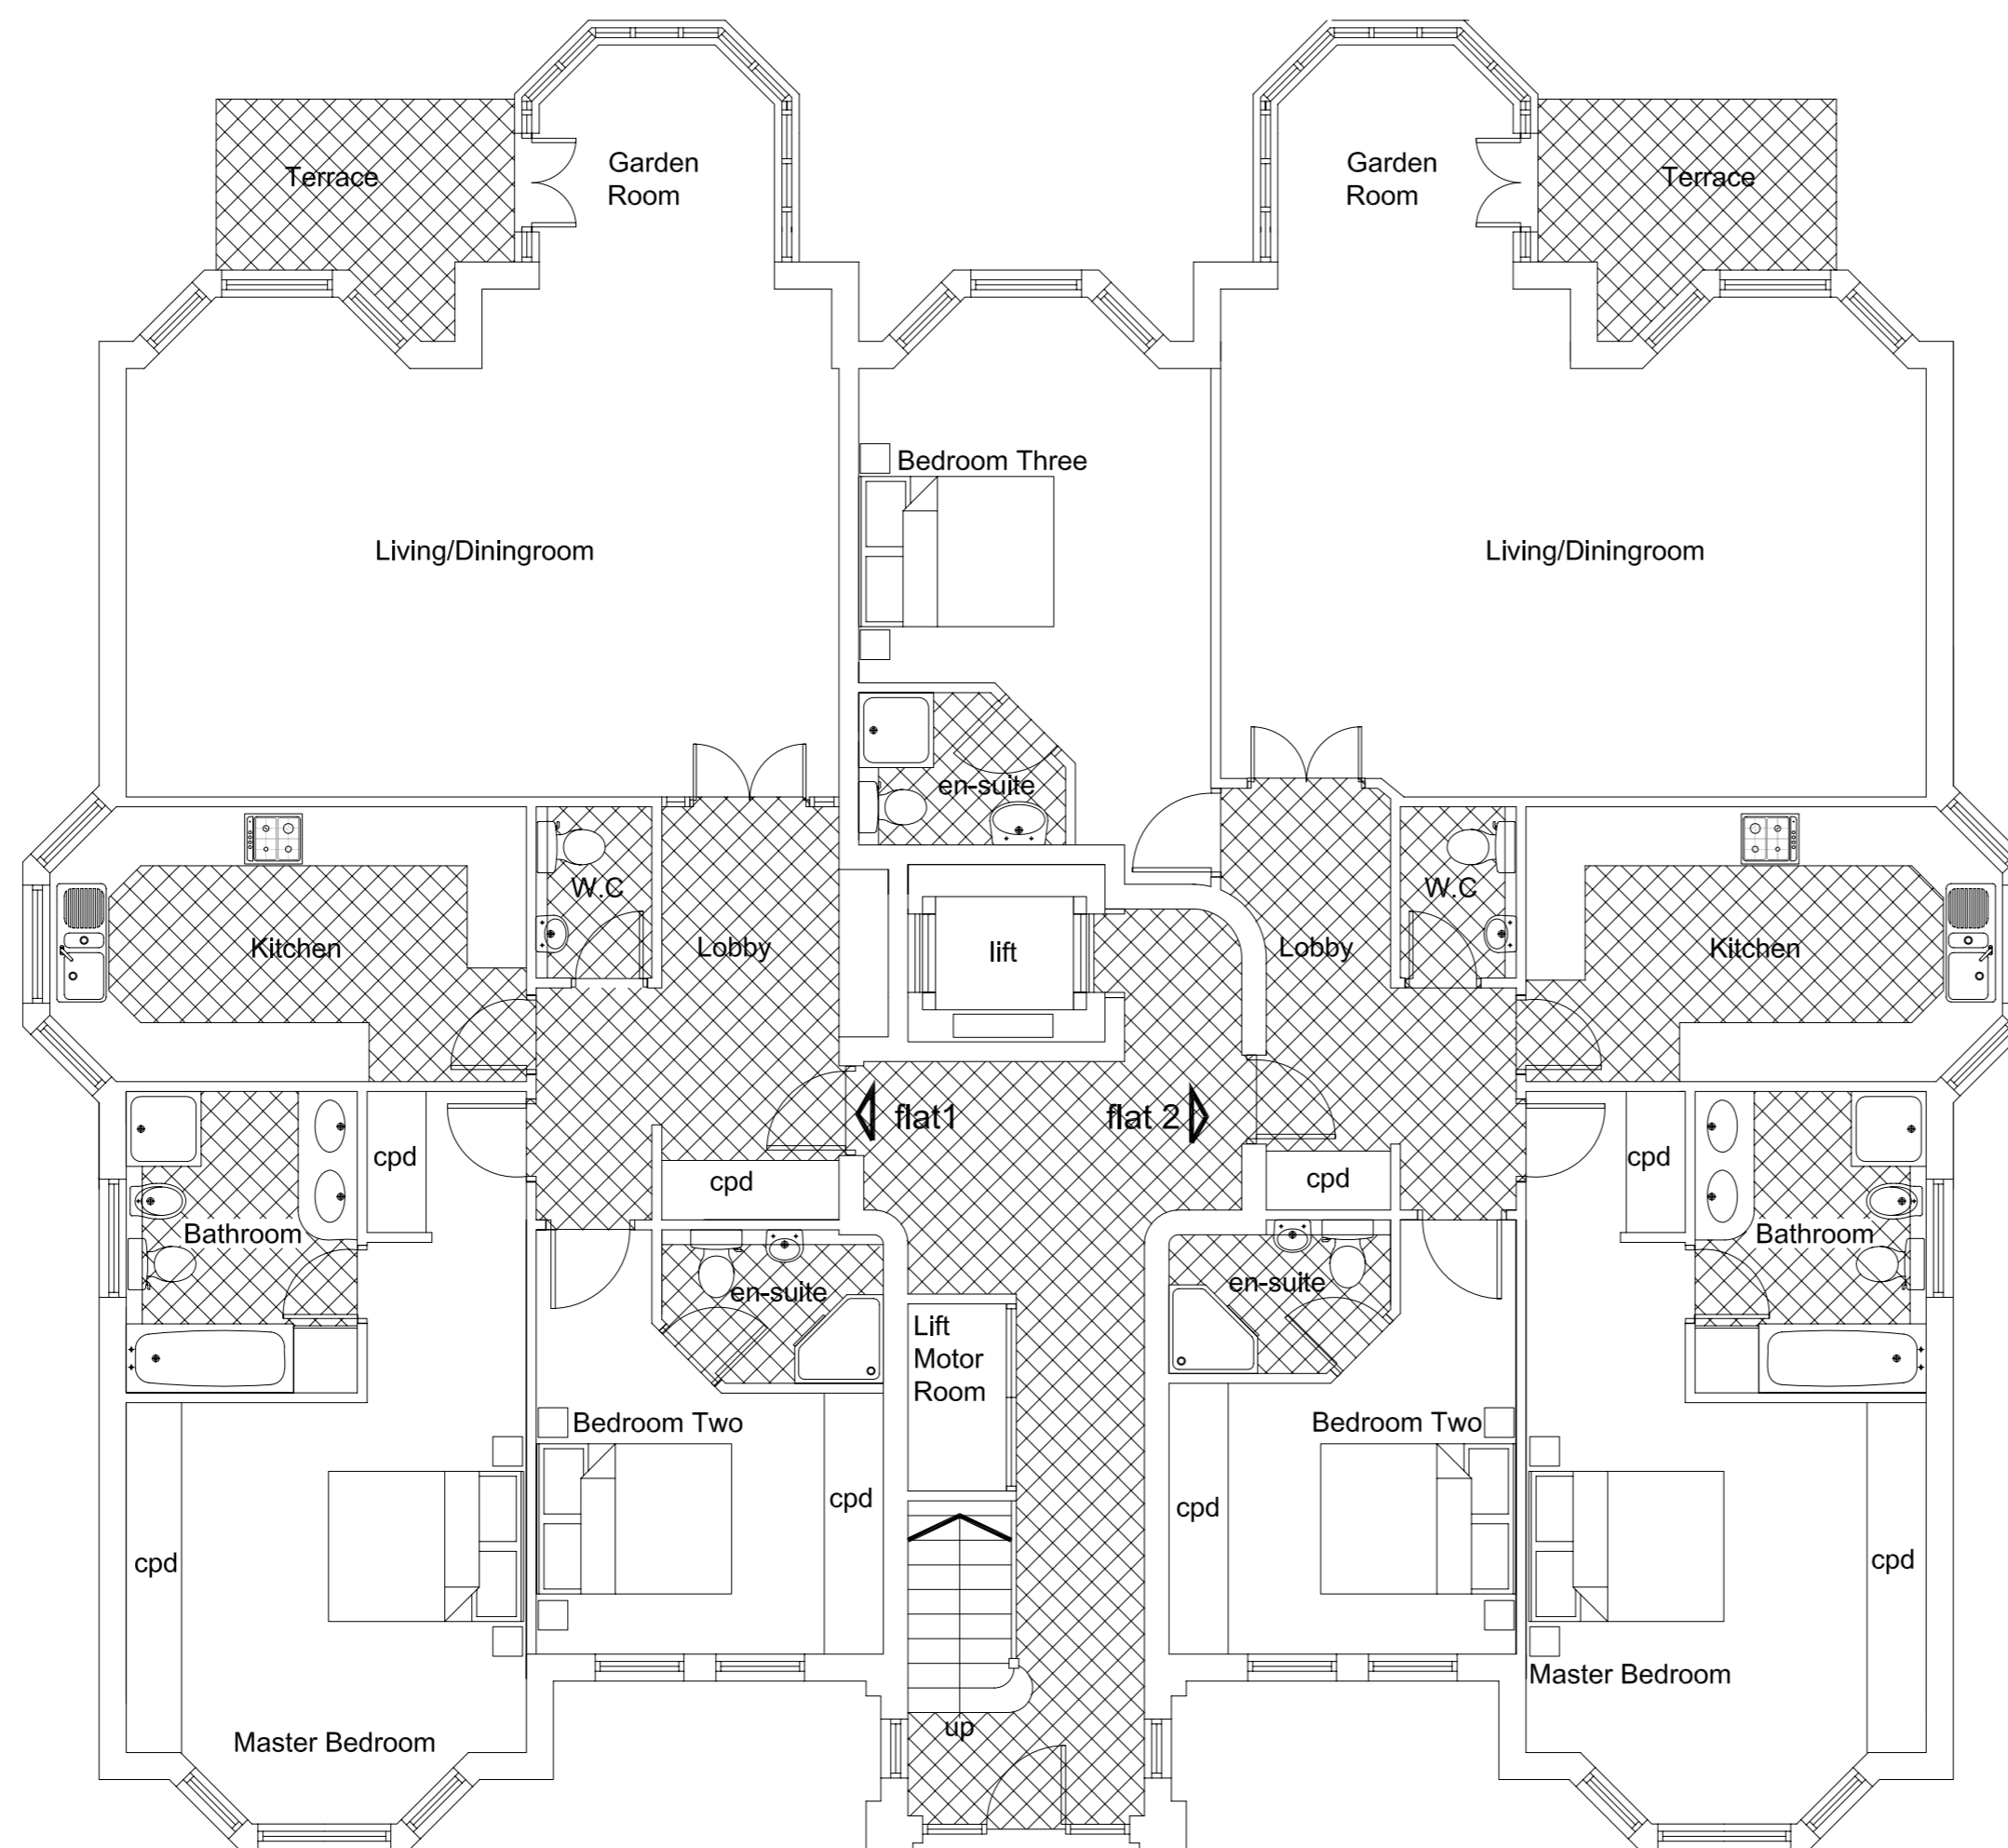 Garden
Room
Terrace
Garden
Room
Terrace
Bedroom Three
Living/Diningroom
Living/Diningroom
en-suite
W.C
W.C
Kitchen
Lobby
lift
Lobby
Kitchen
flat1
flat 2
cpd
cpd
cpd
cpd
Bathroom
Bathroom
en-suite
en-suite
Lift
Motor
Room
Bedroom Two
Bedroom Two
cpd
cpd
cpd
cpd
Master Bedroom
up
Master Bedroom